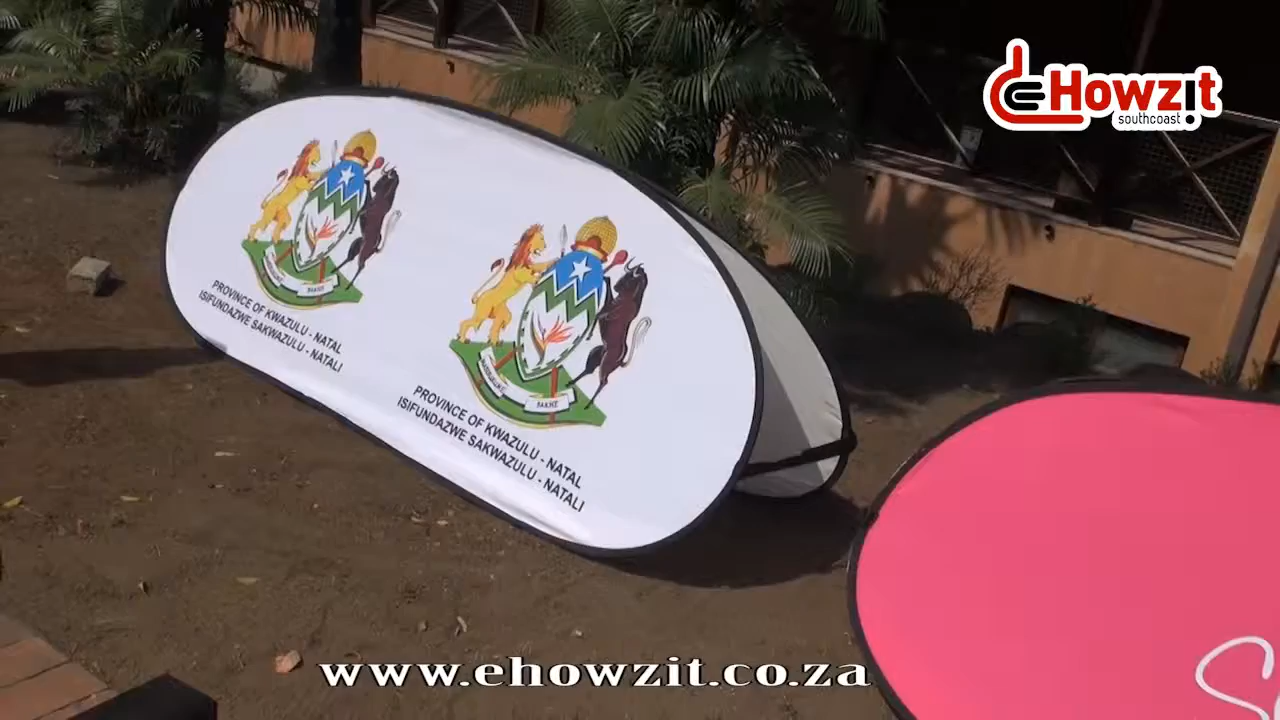 eHowzit
southcoast
PROVINCE OF KWAZULU - NATAL
ISIFUNDAZWE SAKWAZULU - NATALI
SAKHE
PROVINCE OF KWAZULU - NATAL
ISIFUNDAZWE SAKWAZULU - NATALI
www.ehowzit.co.za